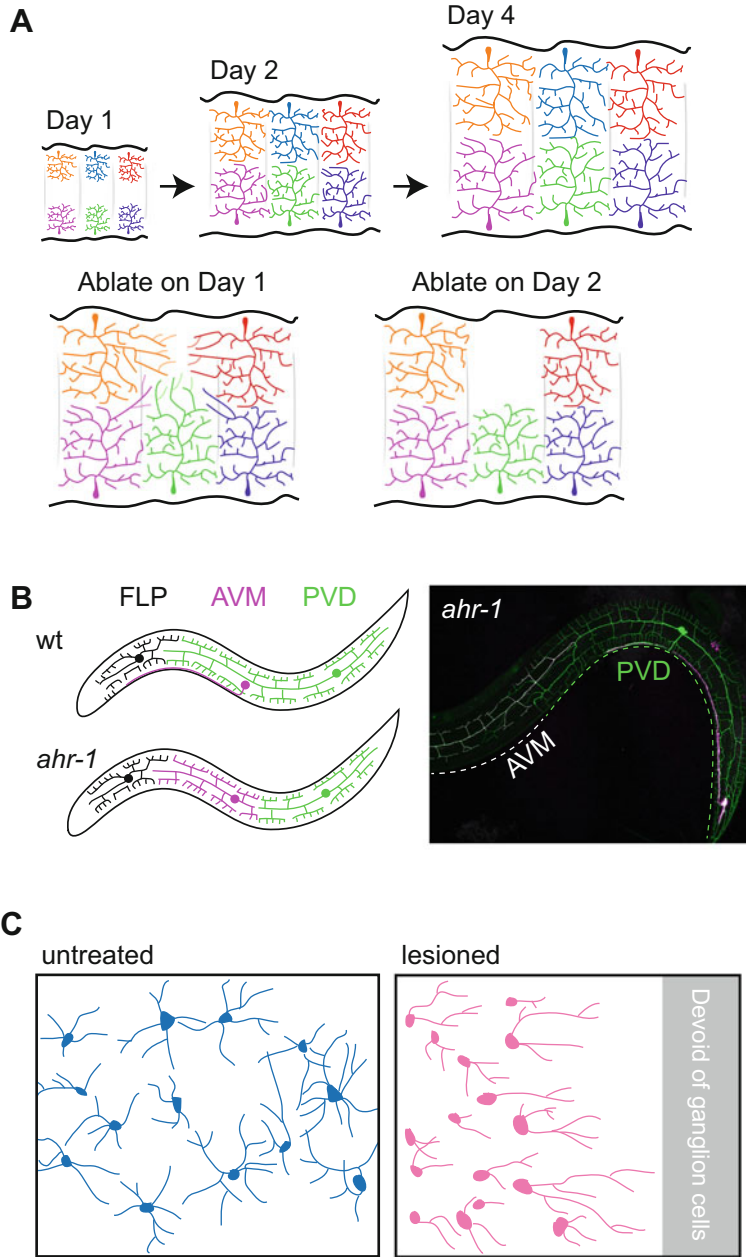 A
Day 1
Day 2
Day 4
Ablate on Day 1
Ablate on Day 2
B
FLP AVM PVD
wt
ahr-1
ahr-1
PVD
AVM
C
untreated
lesioned
Devoid of ganglion cells